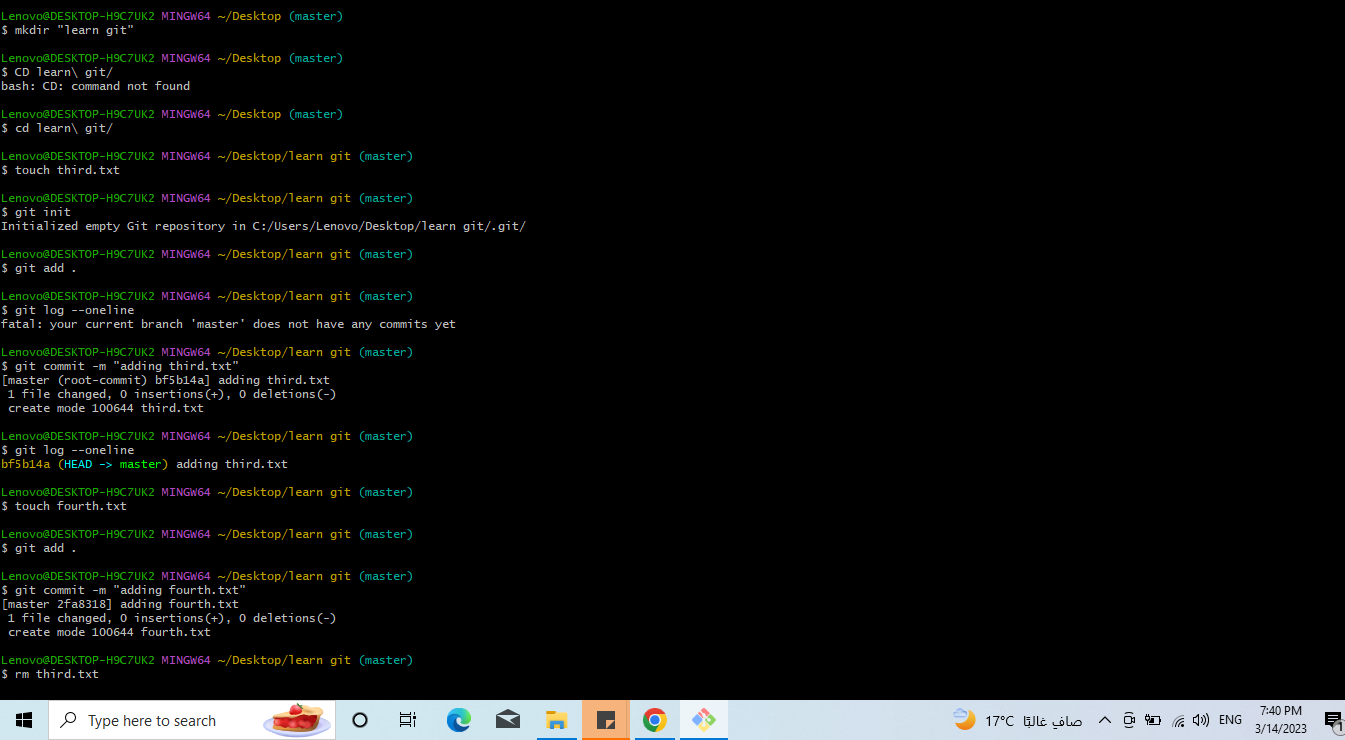 Lenovo@DESKTOP-H9C7UK2 MINGW64 ~/Desktop (master)
$ mkdir "learn git"
Lenovo@DESKTOP-H9C7UK2 MINGW64 ~/Desktop (master)
$ CD learn\ git/
bash: CD: command not found
Lenovo@DESKTOP-H9C7UK2 MINGW64 ~/Desktop (master)
$ cd learn\ git/
Lenovo@DESKTOP-H9C7UK2 MINGW64 ~/Desktop/learn git (master)
$ touch third.txt
Lenovo@DESKTOP-H9C7UK2 MINGW64 ~/Desktop/learn git (master)
$ git init
Initialized empty Git repository in C:/Users/Lenovo/Desktop/learn git/.git/
Lenovo@DESKTOP-H9C7UK2 MINGW64 ~/Desktop/learn git (master)
$ git add .
Lenovo@DESKTOP-H9C7UK2 MINGW64 ~/Desktop/learn git (master)
$ git log --oneline
fatal: your current branch 'master' does not have any commits yet
Lenovo@DESKTOP-H9C7UK2 MINGW64 ~/Desktop/learn git (master)
$ git commit -m "adding third.txt"
[master (root-commit) bf5b14a] adding third.txt
 1 file changed, 0 insertions(+), 0 deletions(-)
 create mode 100644 third.txt
Lenovo@DESKTOP-H9C7UK2 MINGW64 ~/Desktop/learn git (master)
$ git log --oneline
bf5b14a (HEAD -> master) adding third.txt
Lenovo@DESKTOP-H9C7UK2 MINGW64 ~/Desktop/learn git (master)
$ touch fourth.txt
Lenovo@DESKTOP-H9C7UK2 MINGW64 ~/Desktop/learn git (master)
$ git add .
Lenovo@DESKTOP-H9C7UK2 MINGW64 ~/Desktop/learn git (master)
$ git commit -m "adding fourth.txt"
[master 2fa8318] adding fourth.txt
 1 file changed, 0 insertions(+), 0 deletions(-)
 create mode 100644 fourth.txt
Lenovo@DESKTOP-H9C7UK2 MINGW64 ~/Desktop/learn git (master)
$ rm third.txt
Type here to search
17°C صافٍ غالبًا
ENG
7:40 PM
3/14/2023
1